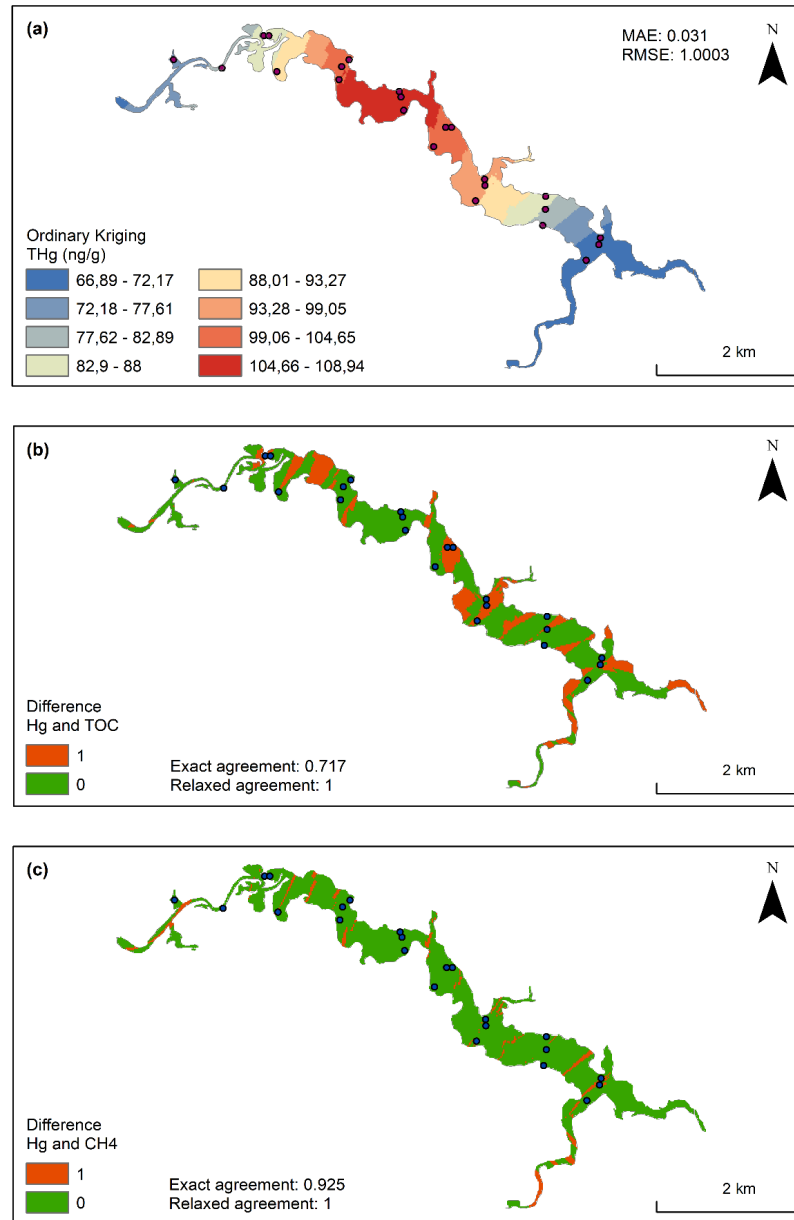 (a)
MAE: 0.031
RMSE: 1.0003
N
Ordinary Kriging
THg (ng/g)
66,89 - 72,17
72,18 - 77,61
77,62 - 82,89
82,9 - 88
88,01 - 93,27
93,28 - 99,05
99,06 - 104,65
104,66 - 108,94
2 km
(b)
N
Difference
Hg and TOC
1
0
Exact agreement: 0.717
Relaxed agreement: 1
2 km
(c)
N
Difference
Hg and CH4
1
0
Exact agreement: 0.925
Relaxed agreement: 1
2 km